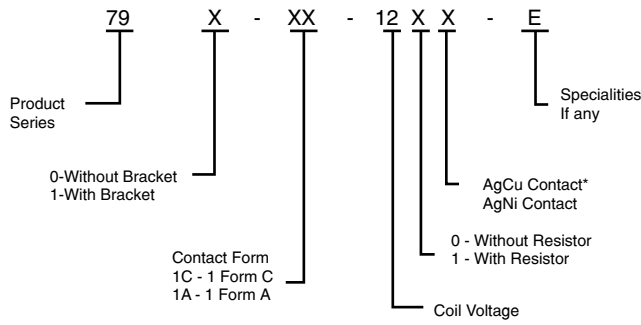 79 X - XX - 12 X X - E
Product
Series
Specialities
If any
0-Without Bracket
1-With Bracket
AgCu Contact*
AgNi Contact
0 - Without Resistor
1 - With Resistor
Contact Form
1C - 1 Form C
1A - 1 Form A
Coil Voltage